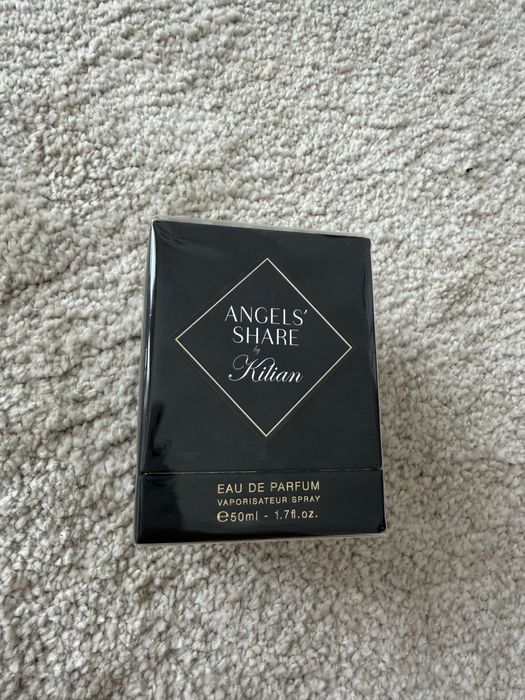 ANGELS'
SHARE
by
Kilian
EAU DE PARFUM
VAPORISATEUR SPRAY
℮50ml - 1.7fl.oz.